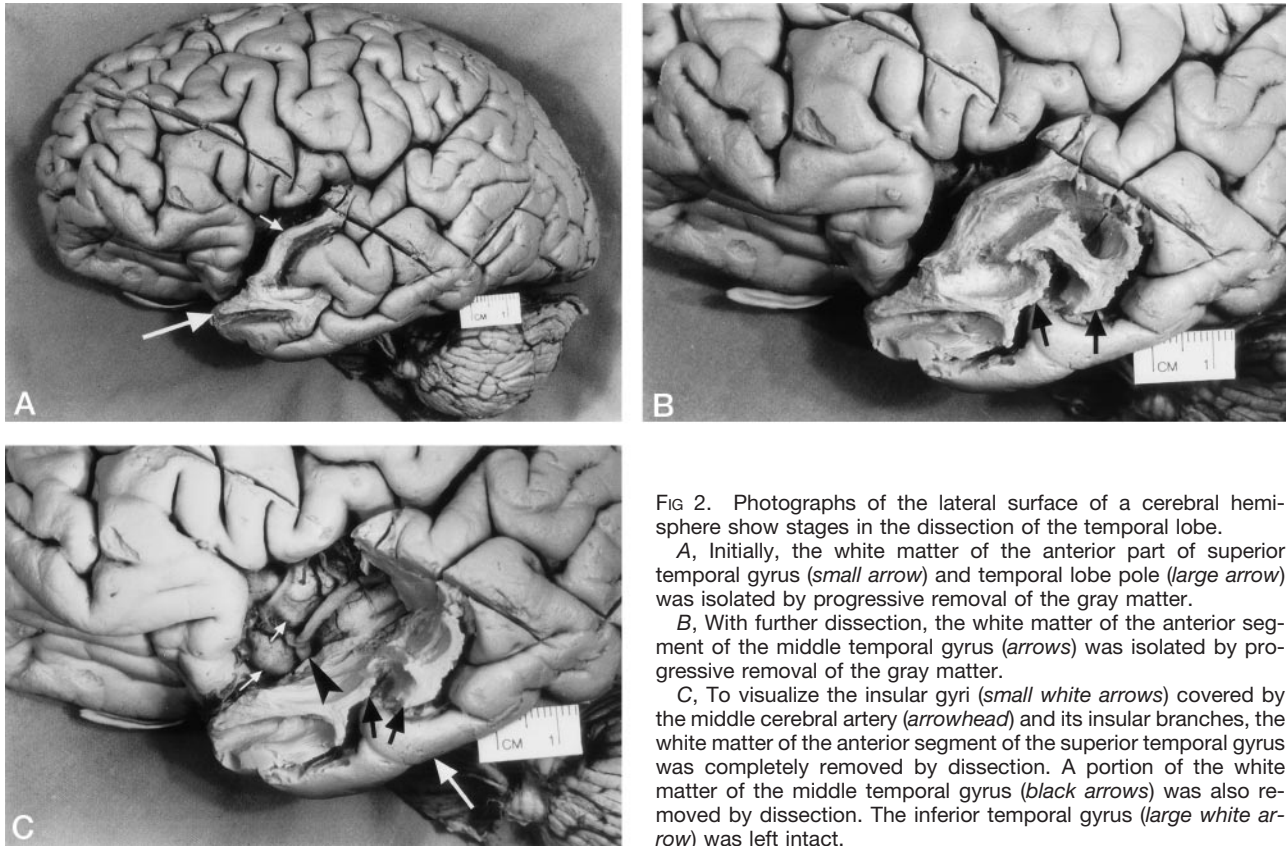 A
CM 1
B
CM 1
C
CM 1
FIG 2. Photographs of the lateral surface of a cerebral hemi-
sphere show stages in the dissection of the temporal lobe.
A, Initially, the white matter of the anterior part of superior
temporal gyrus (small arrow) and temporal lobe pole (large arrow)
was isolated by progressive removal of the gray matter.
B, With further dissection, the white matter of the anterior seg-
ment of the middle temporal gyrus (arrows) was isolated by pro-
gressive removal of the gray matter.
C, To visualize the insular gyri (small white arrows) covered by
the middle cerebral artery (arrowhead) and its insular branches, the
white matter of the anterior segment of the superior temporal gyrus
was completely removed by dissection. A portion of the white
matter of the middle temporal gyrus (black arrows) was also re-
moved by dissection. The inferior temporal gyrus (large white ar-
row) was left intact.